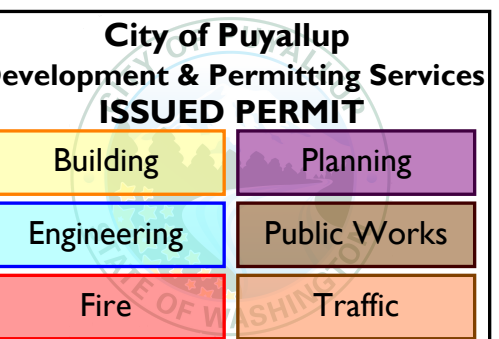 City of Puyallup
evelopment & Permitting Services
ISSUED PERMIT
Building
Planning
Engineering
Public Works
Fire
Traffic